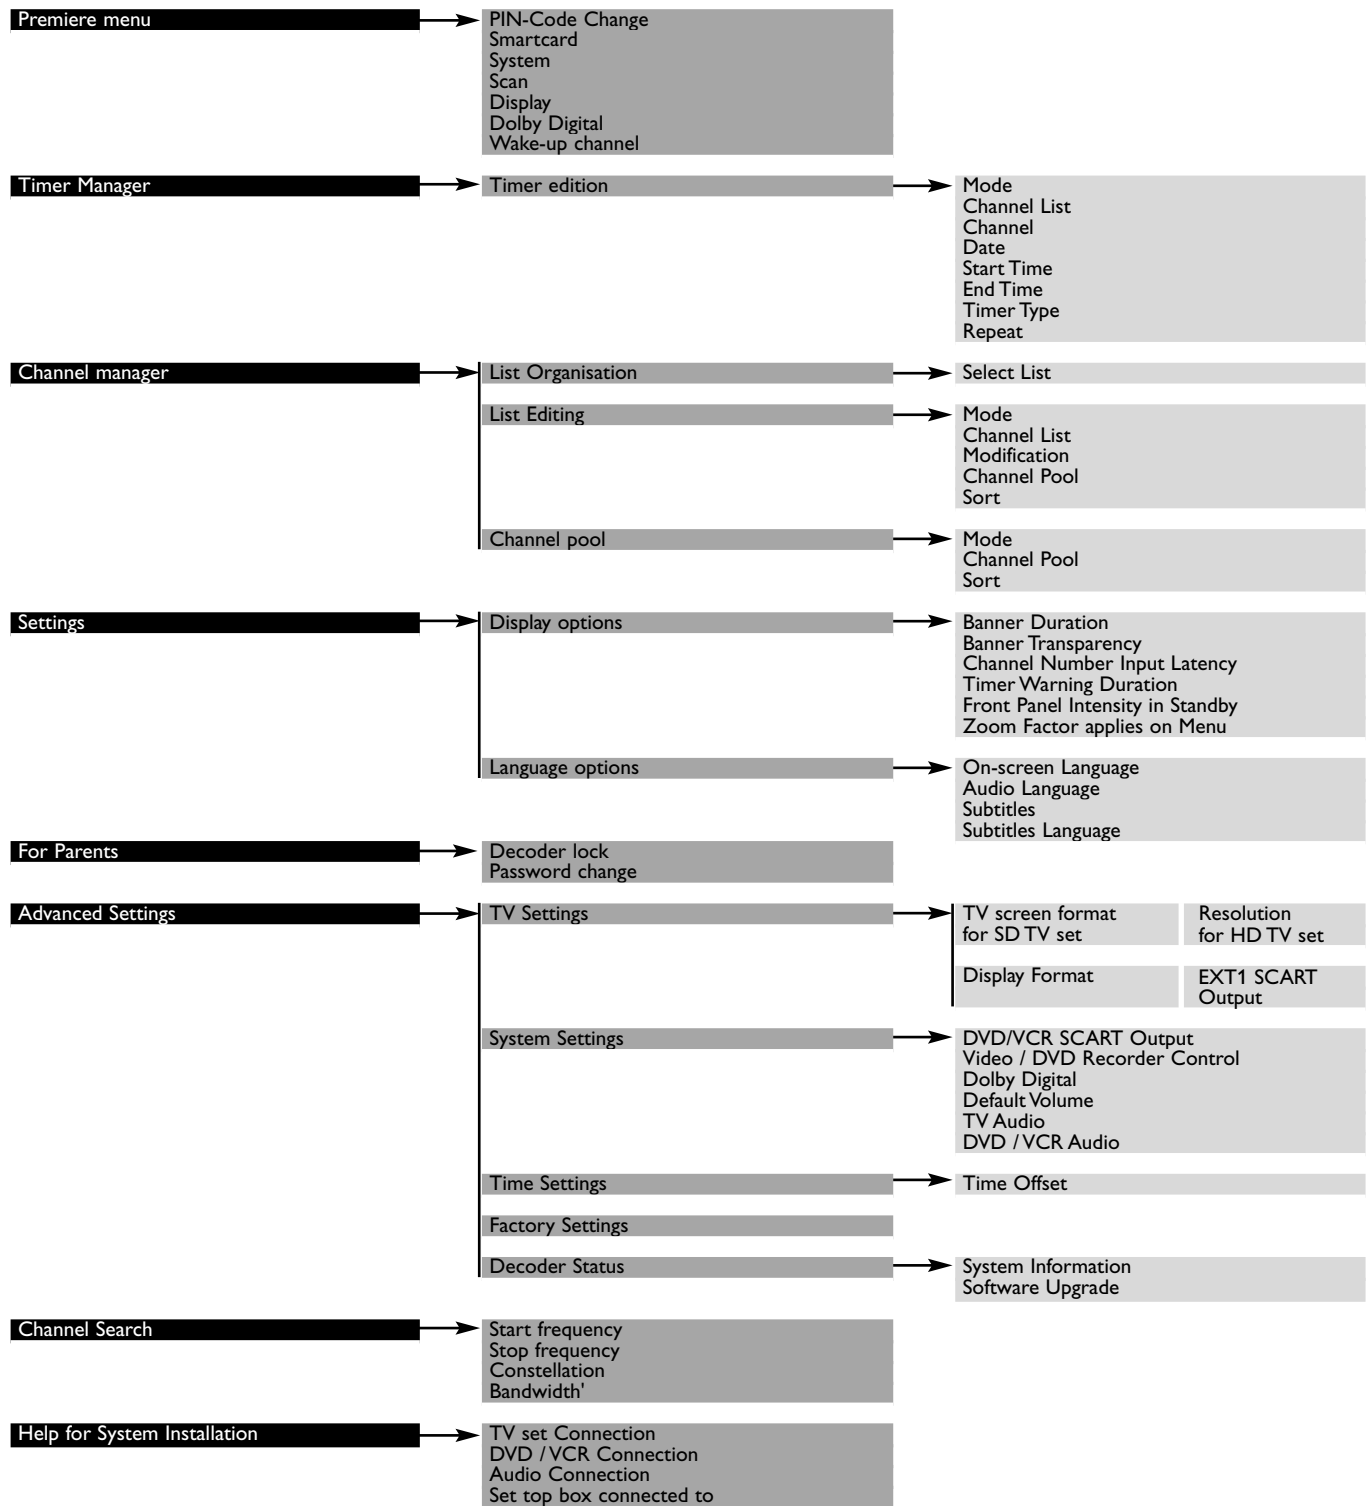 Premiere menu
PIN-Code Change
Smartcard
System
Scan
Display
Dolby Digital
Wake-up channel
Timer Manager
Timer edition
Mode
Channel List
Channel
Date
Start Time
End Time
Timer Type
Repeat
Channel manager
List Organisation
Select List
List Editing
Mode
Channel List
Modification
Channel Pool
Sort
Channel pool
Mode
Channel Pool
Sort
Settings
Display options
Banner Duration
Banner Transparency
Channel Number Input Latency
Timer Warning Duration
Front Panel Intensity in Standby
Zoom Factor applies on Menu
Language options
On-screen Language
Audio Language
Subtitles
Subtitles Language
For Parents
Decoder lock
Password change
Advanced Settings
TV Settings
TV screen format
for SD TV set
Resolution
for HD TV set
Display Format
EXT1 SCART
Output
System Settings
DVD/VCR SCART Output
Video / DVD Recorder Control
Dolby Digital
Default Volume
TV Audio
DVD / VCR Audio
Time Settings
Time Offset
Factory Settings
Decoder Status
System Information
Software Upgrade
Channel Search
Start frequency
Stop frequency
Constellation
Bandwidth'
Help for System Installation
TV set Connection
DVD / VCR Connection
Audio Connection
Set top box connected to